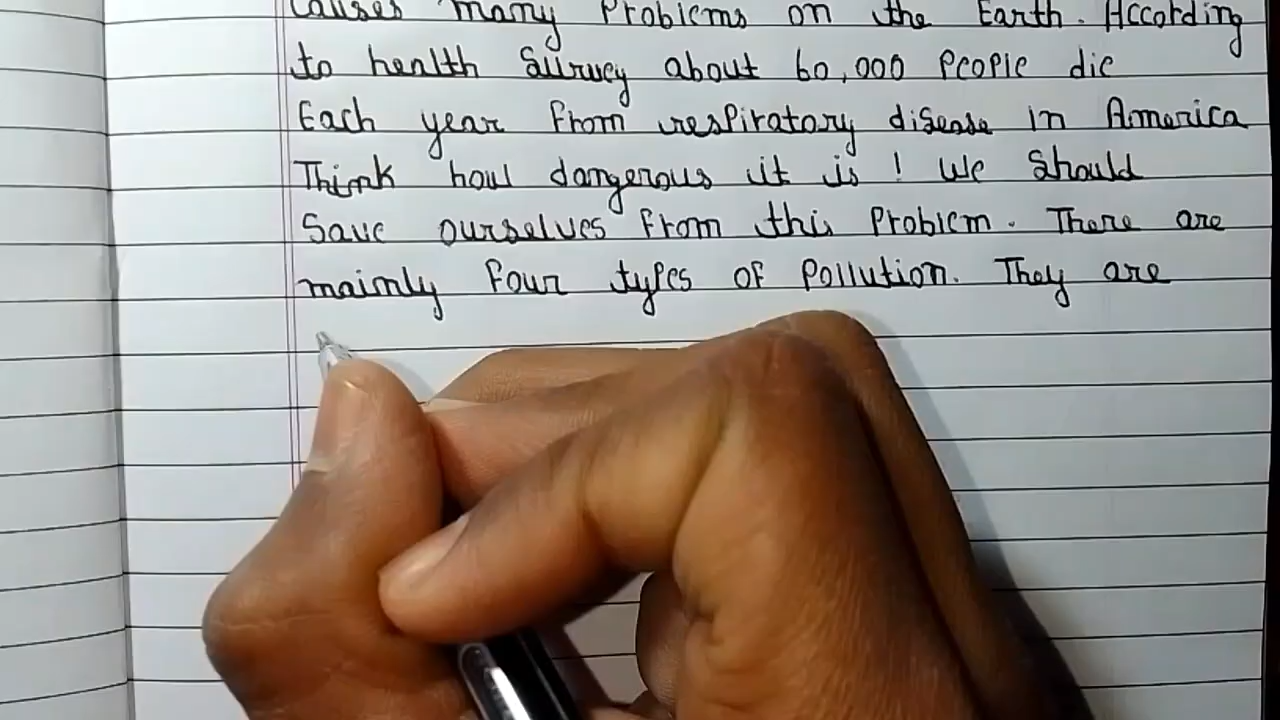 Causes many Problems on the Earth. According
to health Survey about 60,000 People die
Each year from respiratory disease in America
Think how dangerous it is ! We should
Save ourselves from this Problem. There are
mainly four types of Pollution. They are